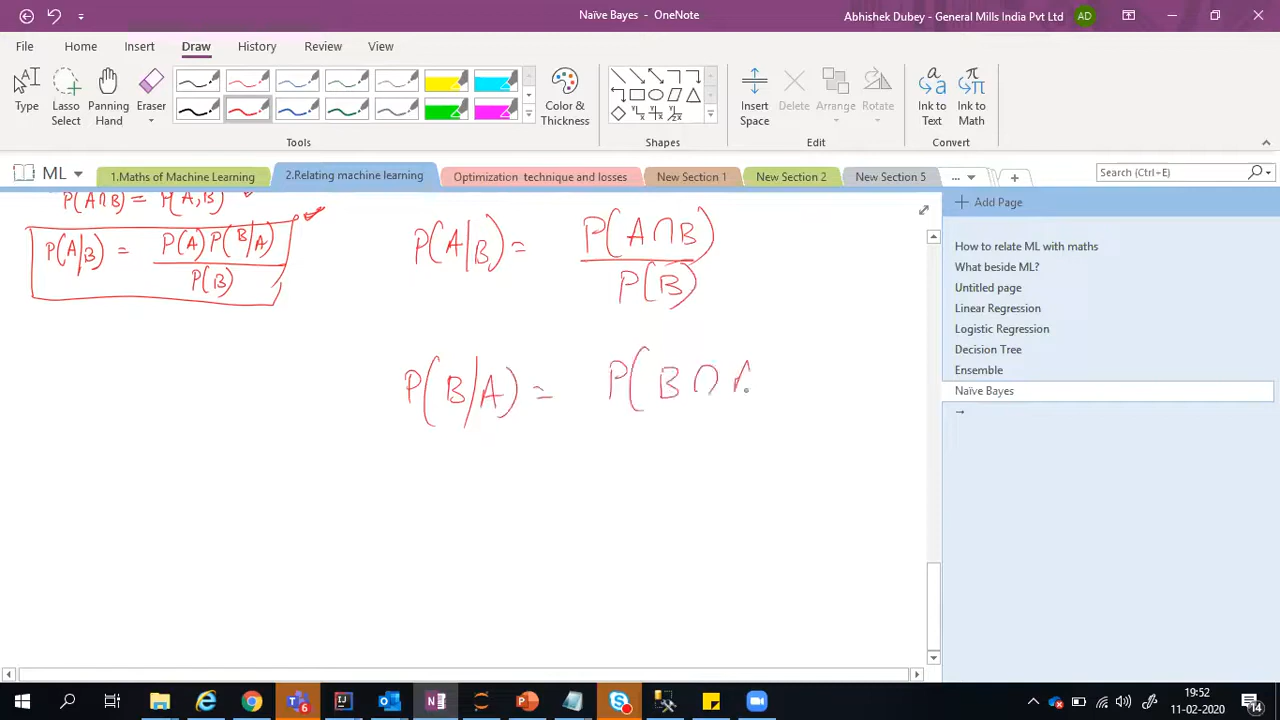 Naïve Bayes - OneNote
Abhishek Dubey - General Mills India Pvt Ltd AD
File Home Insert Draw History Review View
Type
Lasso Select
Panning Hand
Eraser
Color & Thickness
Insert Space
Delete
Arrange
Rotate
Ink to Text
Ink to Math
Tools Shapes Edit Convert
ML 1.Maths of Machine Learning 2.Relating machine learning Optimization technique and losses New Section 1 New Section 2 New Section 5 ... Search (Ctrl+E)
Add Page
How to relate ML with maths
What beside ML?
Untitled page
Linear Regression
Logistic Regression
Decision Tree
Ensemble
Naïve Bayes
→
P(A∩B) = P(A,B)
P(A|B) = P(A) P(B/A)
P(B)
P(A|B) = P(A∩B)
P(B)
P(B/A) = P(B∩
19:52
11-02-2020
14
6